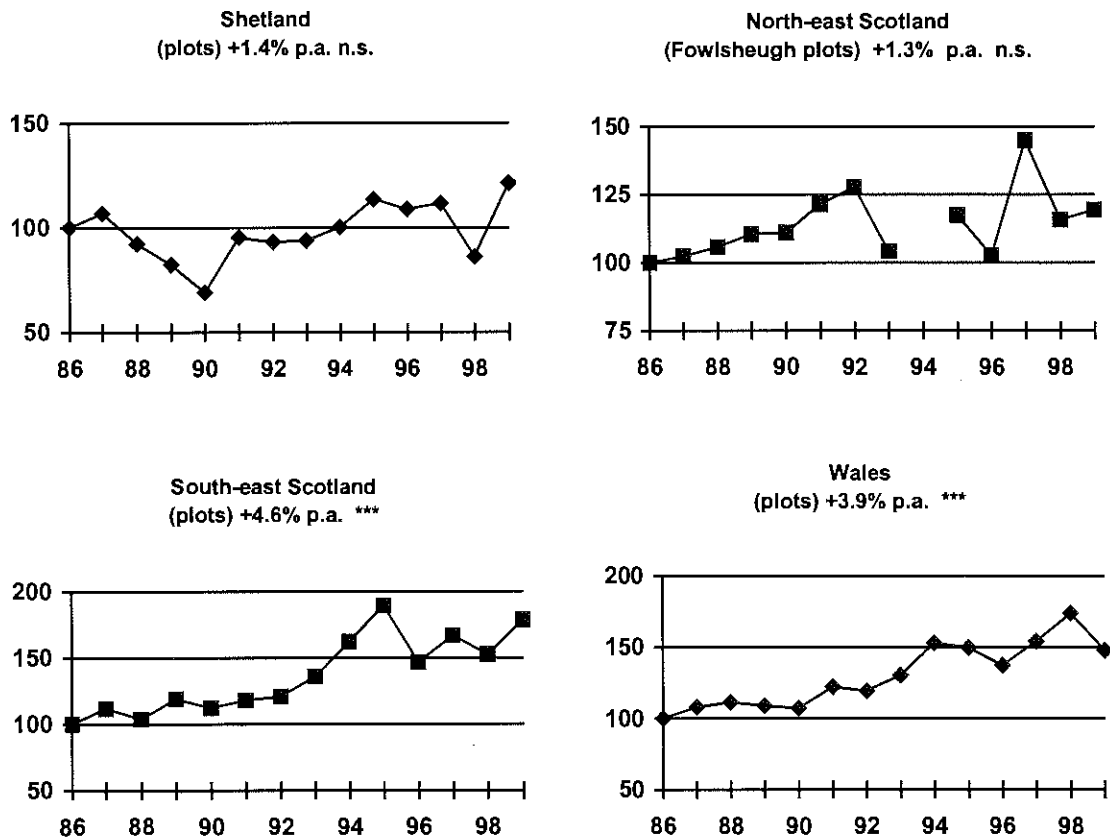 Shetland
(plots) +1.4% p.a. n.s.
150
100
50
86 88 90 92 94 96 98
North-east Scotland
(Fowlsheugh plots) +1.3% p.a. n.s.
150
125
100
75
86 88 90 92 94 96 98
South-east Scotland
(plots) +4.6% p.a. ***
200
150
100
50
86 88 90 92 94 96 98
Wales
(plots) +3.9% p.a. ***
200
150
100
50
86 88 90 92 94 96 98